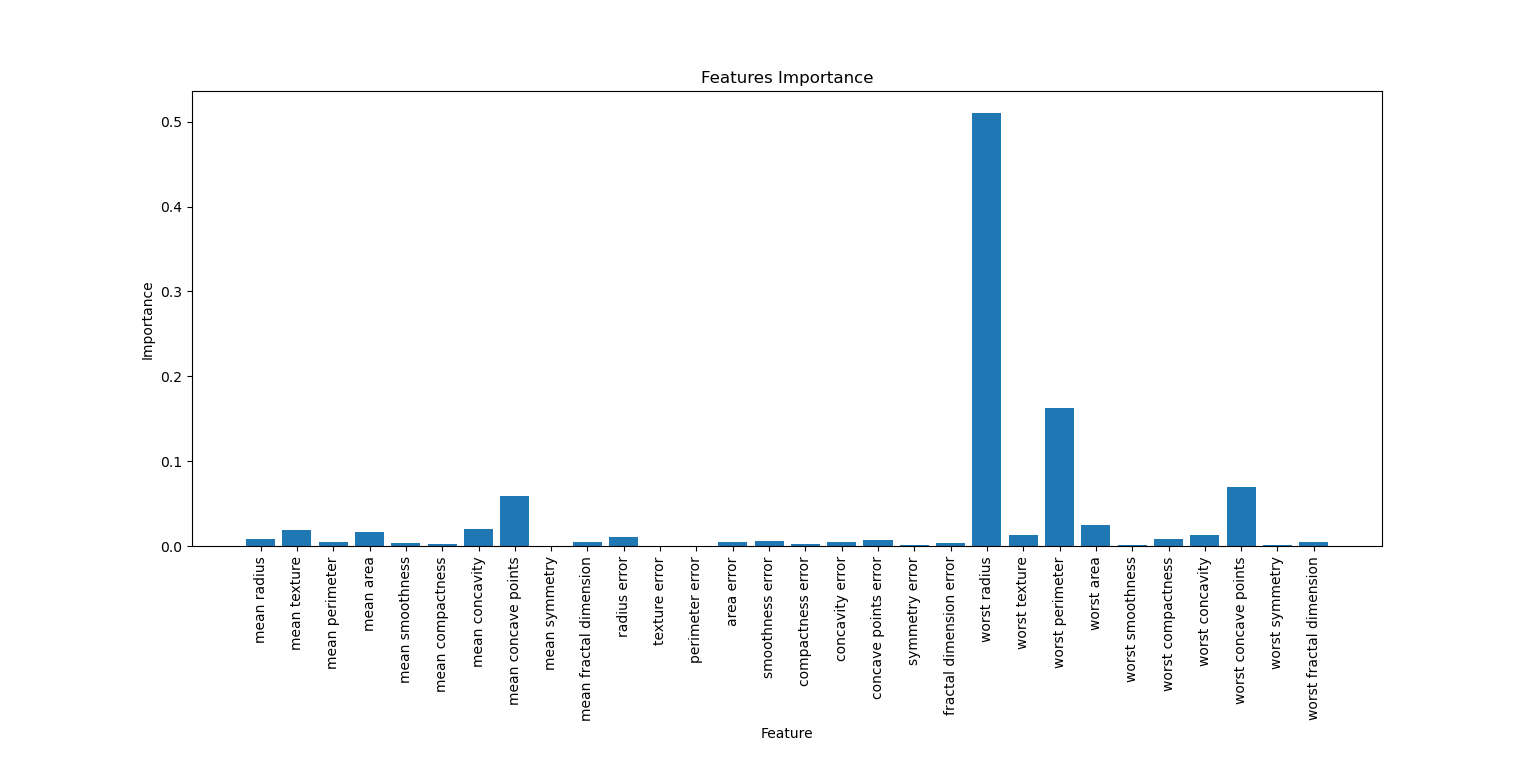 Features Importance
0.5
0.4
0.3
0.2
0.1
0.0
Importance
mean radius
mean texture
mean perimeter
mean area
mean smoothness
mean compactness
mean concavity
mean concave points
mean symmetry
mean fractal dimension
radius error
texture error
perimeter error
area error
smoothness error
compactness error
concavity error
concave points error
symmetry error
fractal dimension error
worst radius
worst texture
worst perimeter
worst area
worst smoothness
worst compactness
worst concavity
worst concave points
worst symmetry
worst fractal dimension
Feature